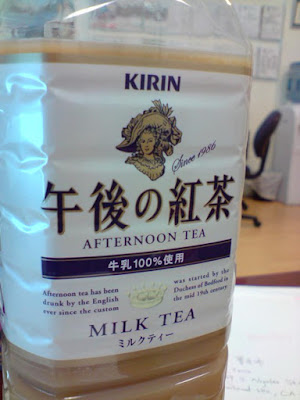 KIRIN
Since 1986
午後の紅茶
AFTERNOON TEA
牛乳100%使用
Afternoon tea has been
drunk by the English
ever since the custom
was started by the
Duchess of Bedford in
the mid 19th century.
MILK TEA
ミルクティー